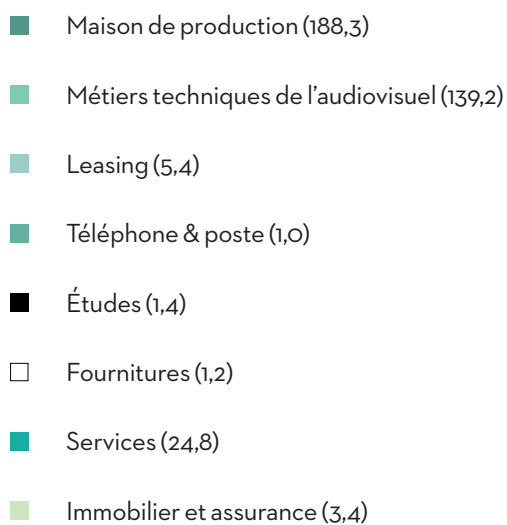 Maison de production (188,3)
Métiers techniques de l'audiovisuel (139,2)
Leasing (5,4)
Téléphone & poste (1,0)
Études (1,4)
Fournitures (1,2)
Services (24,8)
Immobilier et assurance (3,4)